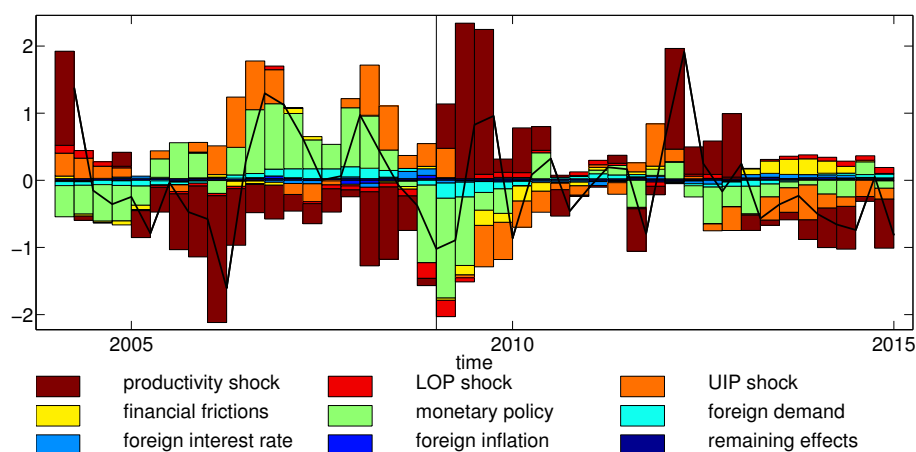 2
1
0
−1
−2
2005 2010 2015
time
productivity shock LOP shock UIP shock
financial frictions monetary policy foreign demand
foreign interest rate foreign inflation remaining effects